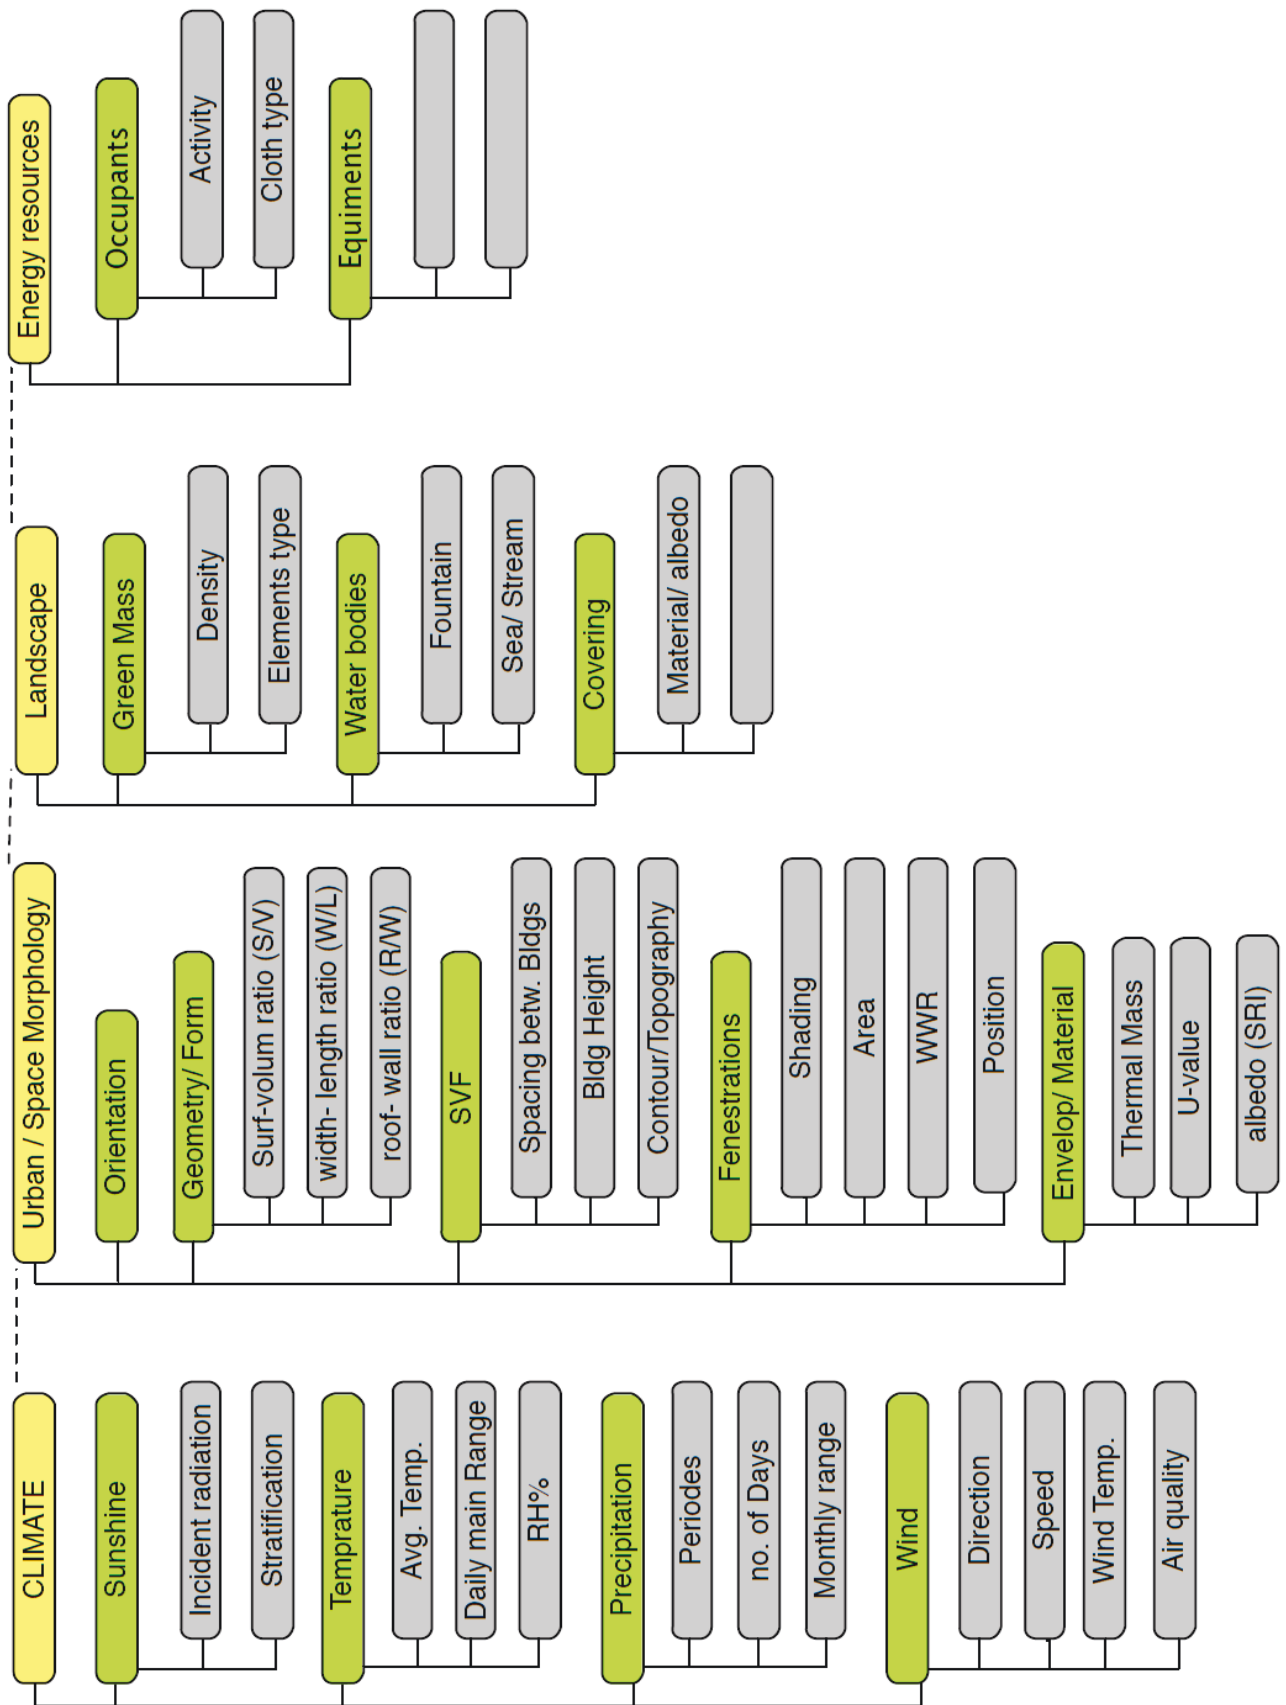 CLIMATE
Sunshine
Incident radiation
Stratification
Temprature
Avg. Temp.
Daily main Range
RH%
Precipitation
Periodes
no. of Days
Monthly range
Wind
Direction
Speed
Wind Temp.
Air quality
Urban / Space Morphology
Orientation
Geometry/ Form
Surf-volum ratio (S/V)
width- length ratio (W/L)
roof- wall ratio (R/W)
SVF
Spacing betw. Bldgs
Bldg Height
Contour/Topography
Fenestrations
Shading
Area
WWR
Position
Envelop/ Material
Thermal Mass
U-value
albedo (SRI)
Landscape
Green Mass
Density
Elements type
Water bodies
Fountain
Sea/ Stream
Covering
Material/ albedo
Energy resources
Occupants
Activity
Cloth type
Equiments